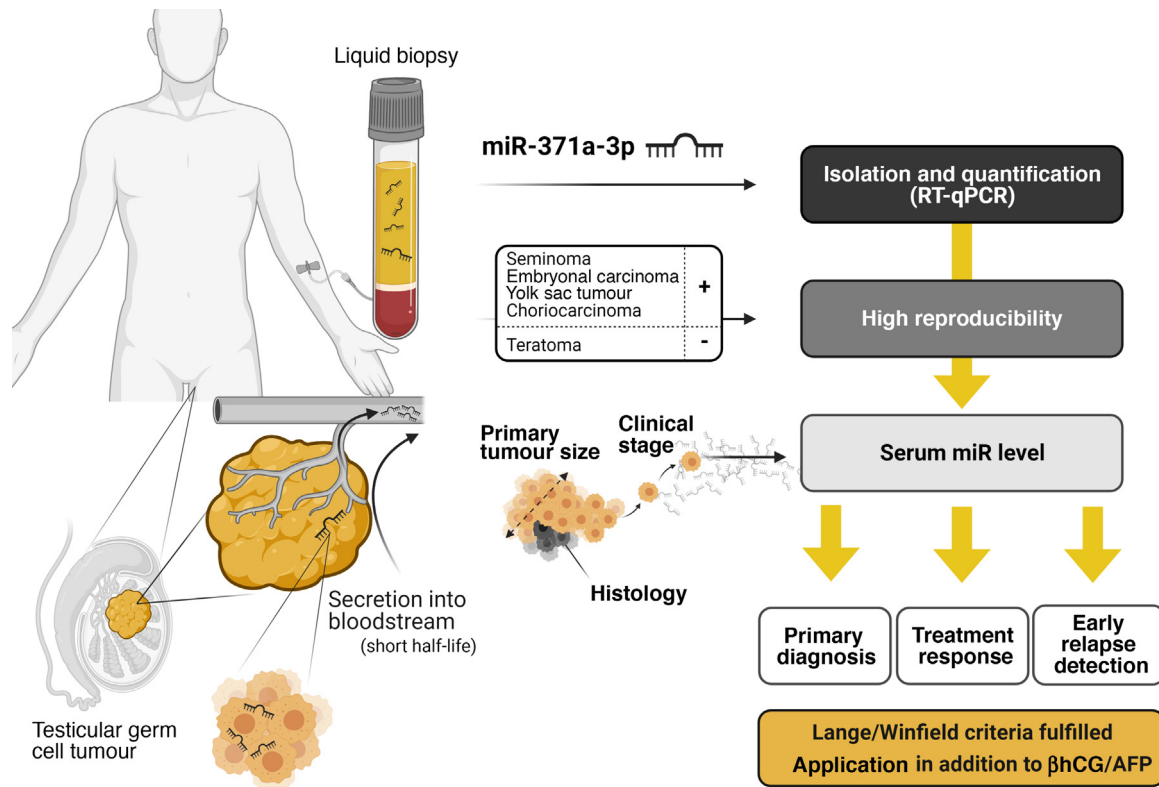 Liquid biopsy
miR-371a-3p
Isolation and quantification
(RT-qPCR)
Seminoma
Embryonal carcinoma
Yolk sac tumour
Choriocarcinoma
+
Teratoma
-
High reproducibility
Primary
tumour size
Clinical
stage
Histology
Serum miR level
Secretion into
bloodstream
(short half-life)
Testicular germ
cell tumour
Primary
diagnosis
Treatment
response
Early
relapse
detection
Lange/Winfield criteria fulfilled
Application in addition to βhCG/AFP